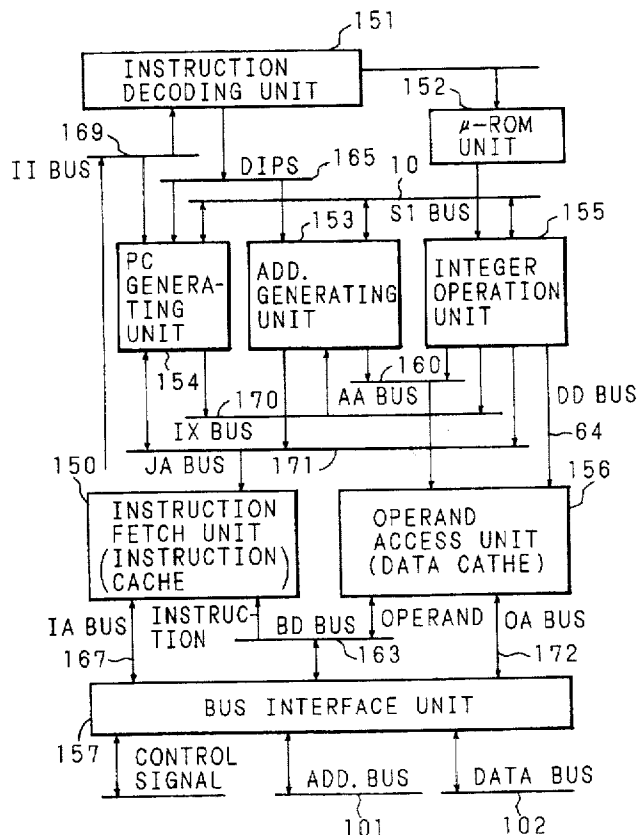 151
INSTRUCTION
DECODING UNIT
152
μ-ROM
UNIT
169
II BUS
DIPS
165
10
S1 BUS
153
155
PC
GENERA-
TING
UNIT
ADD.
GENERATING
UNIT
INTEGER
OPERATION
UNIT
154
160
AA BUS
DD BUS
170
IX BUS
64
150
JA BUS
171
156
INSTRUCTION
FETCH UNIT
(INSTRUCTION)
CACHE
OPERAND
ACCESS UNIT
(DATA CATHE)
IA BUS
INSTRUC-
TION
BD BUS
OPERAND
OA BUS
167
163
172
BUS INTERFACE UNIT
157
CONTROL
SIGNAL
ADD. BUS
DATA BUS
101
102